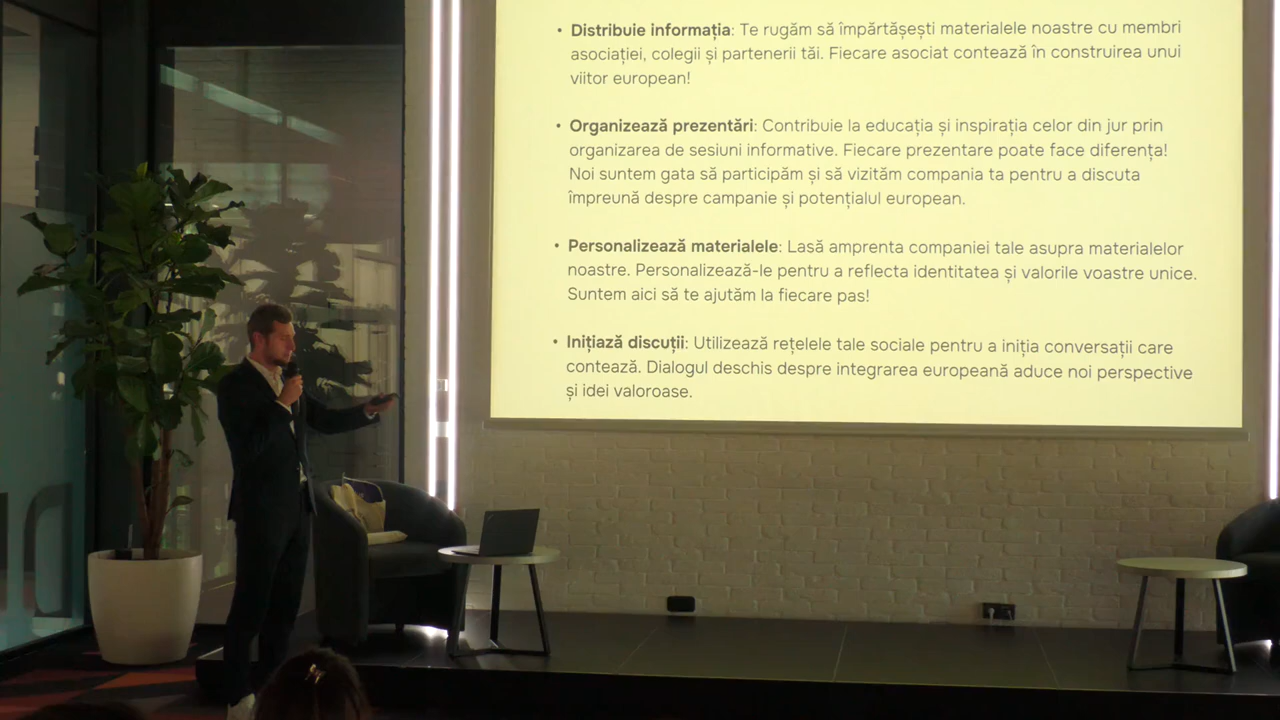 • Distribuie informația: Te rugăm să împărtășești materialele noastre cu membri
asociației, colegii și partenerii tăi. Fiecare asociat contează în construirea unui
viitor european!
• Organizează prezentări: Contribuie la educația și inspirația celor din jur prin
organizarea de sesiuni informative. Fiecare prezentare poate face diferența!
Noi suntem gata să participăm și să vizităm compania ta pentru a discuta
împreună despre campanie și potențialul european.
• Personalizează materialele: Lasă amprenta companiei tale asupra materialelor
noastre. Personalizează-le pentru a reflecta identitatea și valorile voastre unice.
Suntem aici să te ajutăm la fiecare pas!
• Inițiază discuții: Utilizează rețelele tale sociale pentru a iniția conversații care
contează. Dialogul deschis despre integrarea europeană aduce noi perspective
și idei valoroase.